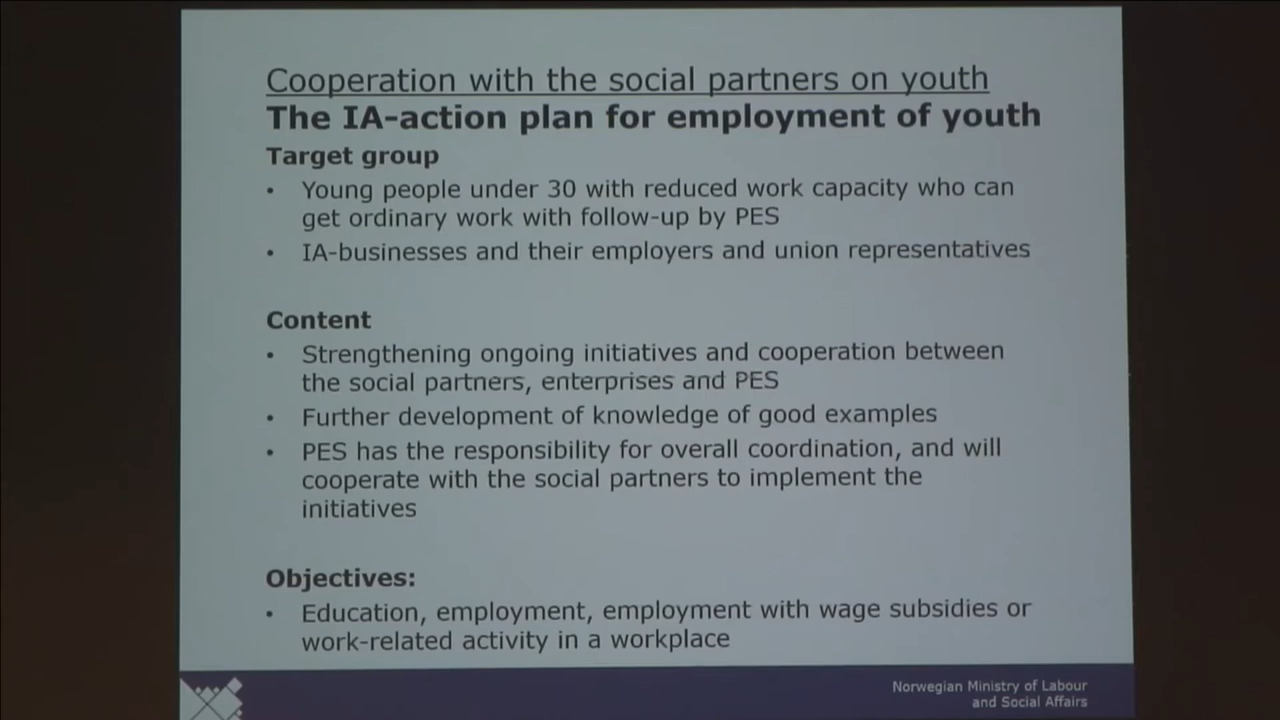 Cooperation with the social partners on youth
The IA-action plan for employment of youth
Target group
• Young people under 30 with reduced work capacity who can
get ordinary work with follow-up by PES
• IA-businesses and their employers and union representatives
Content
• Strengthening ongoing initiatives and cooperation between
the social partners, enterprises and PES
• Further development of knowledge of good examples
• PES has the responsibility for overall coordination, and will
cooperate with the social partners to implement the
initiatives
Objectives:
• Education, employment, employment with wage subsidies or
work-related activity in a workplace
Norwegian Ministry of Labour
and Social Affairs